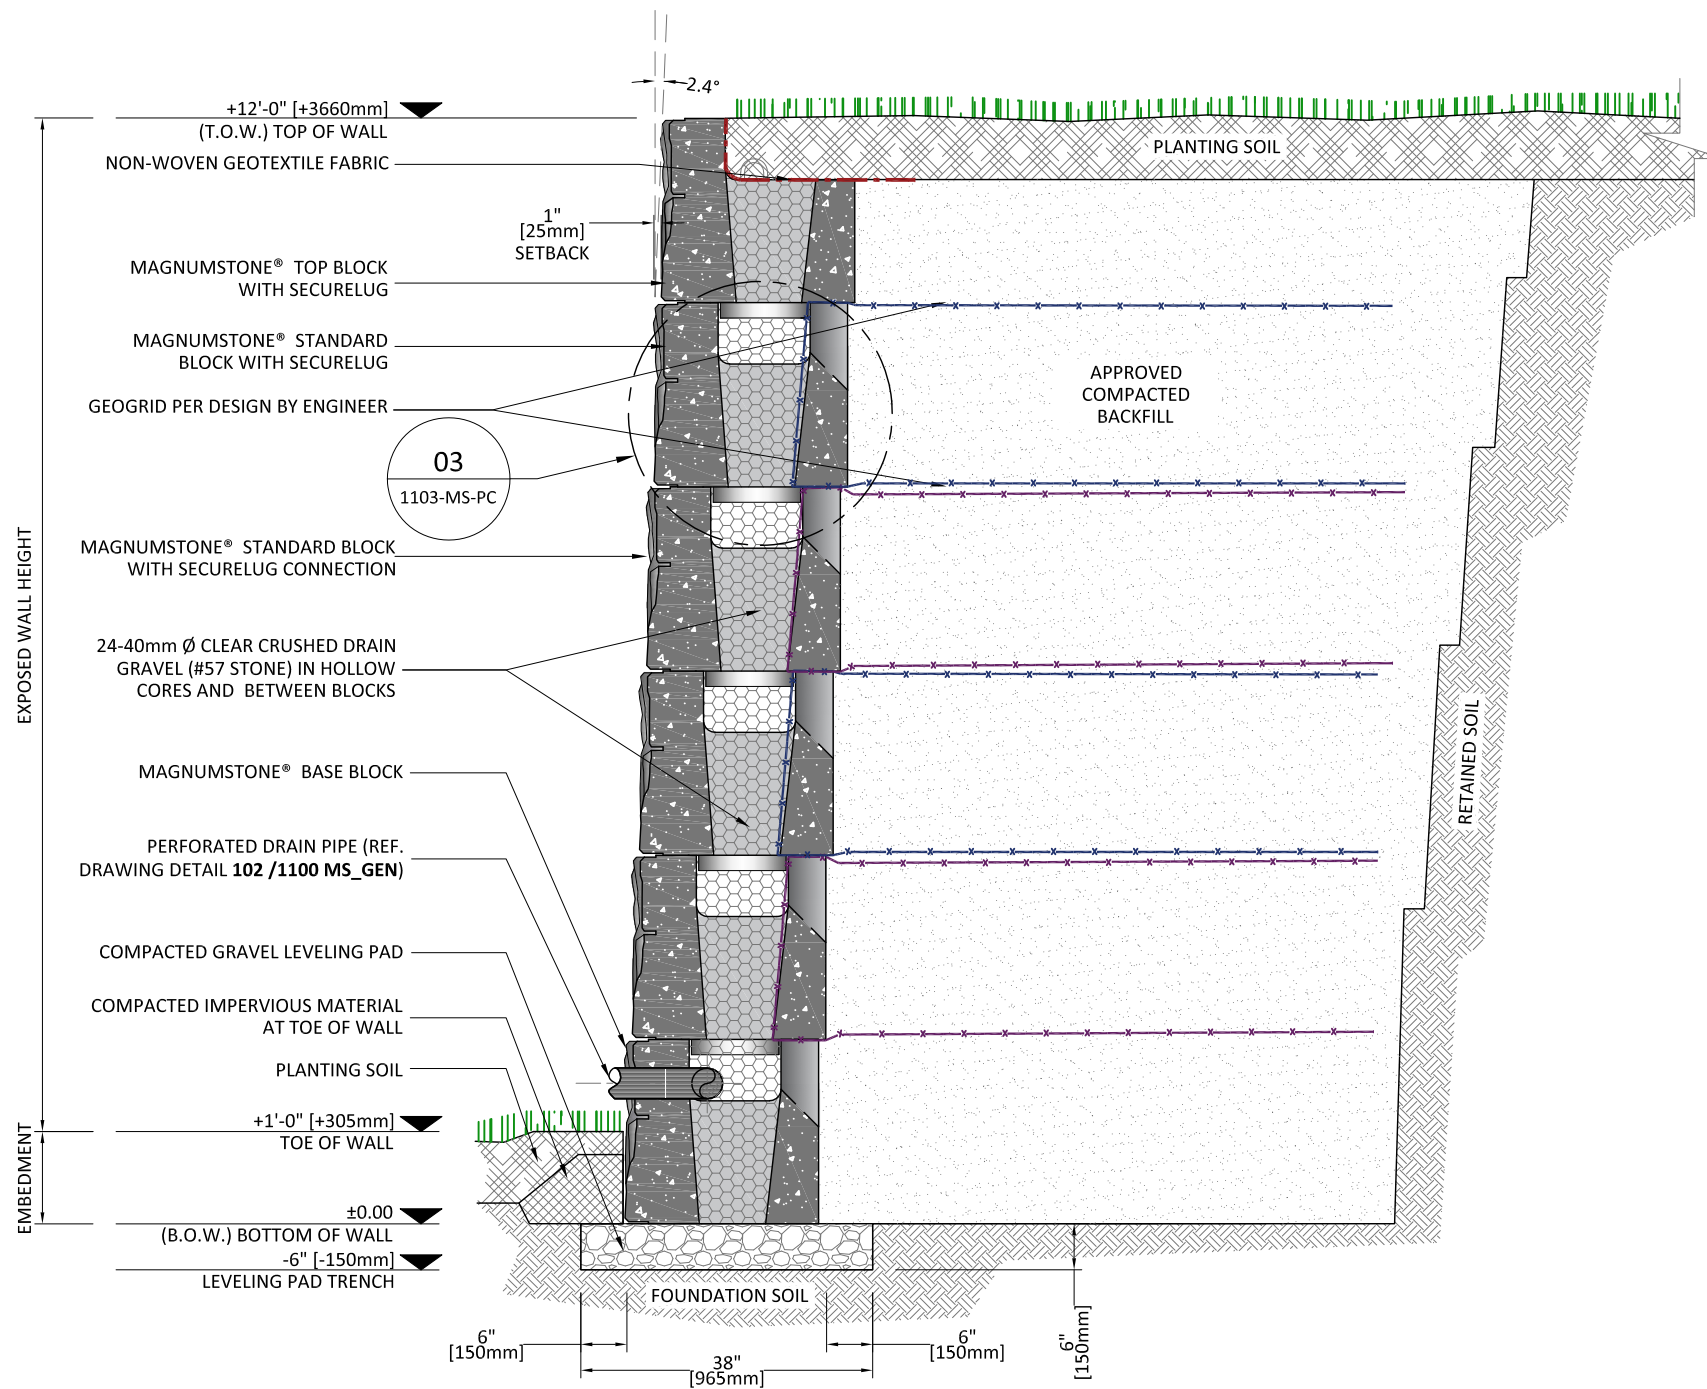 2.4°
+12'-0" [+3660mm]
(T.O.W.) TOP OF WALL
NON-WOVEN GEOTEXTILE FABRIC
PLANTING SOIL
1"
[25mm]
SETBACK
MAGNUMSTONE® TOP BLOCK
WITH SECURELUG
MAGNUMSTONE® STANDARD
BLOCK WITH SECURELUG
GEOGRID PER DESIGN BY ENGINEER
APPROVED
COMPACTED
BACKFILL
03
1103-MS-PC
EXPOSED WALL HEIGHT
MAGNUMSTONE® STANDARD BLOCK
WITH SECURELUG CONNECTION
24-40mm Ø CLEAR CRUSHED DRAIN
GRAVEL (#57 STONE) IN HOLLOW
CORES AND BETWEEN BLOCKS
RETAINED SOIL
MAGNUMSTONE® BASE BLOCK
PERFORATED DRAIN PIPE (REF.
DRAWING DETAIL 102 /1100 MS_GEN)
COMPACTED GRAVEL LEVELING PAD
COMPACTED IMPERVIOUS MATERIAL
AT TOE OF WALL
PLANTING SOIL
+1'-0" [+305mm]
TOE OF WALL
EMBEDMENT
±0.00
(B.O.W.) BOTTOM OF WALL
-6" [-150mm]
LEVELING PAD TRENCH
FOUNDATION SOIL
6"
[150mm]
38"
[965mm]
6"
[150mm]
6"
[150mm]